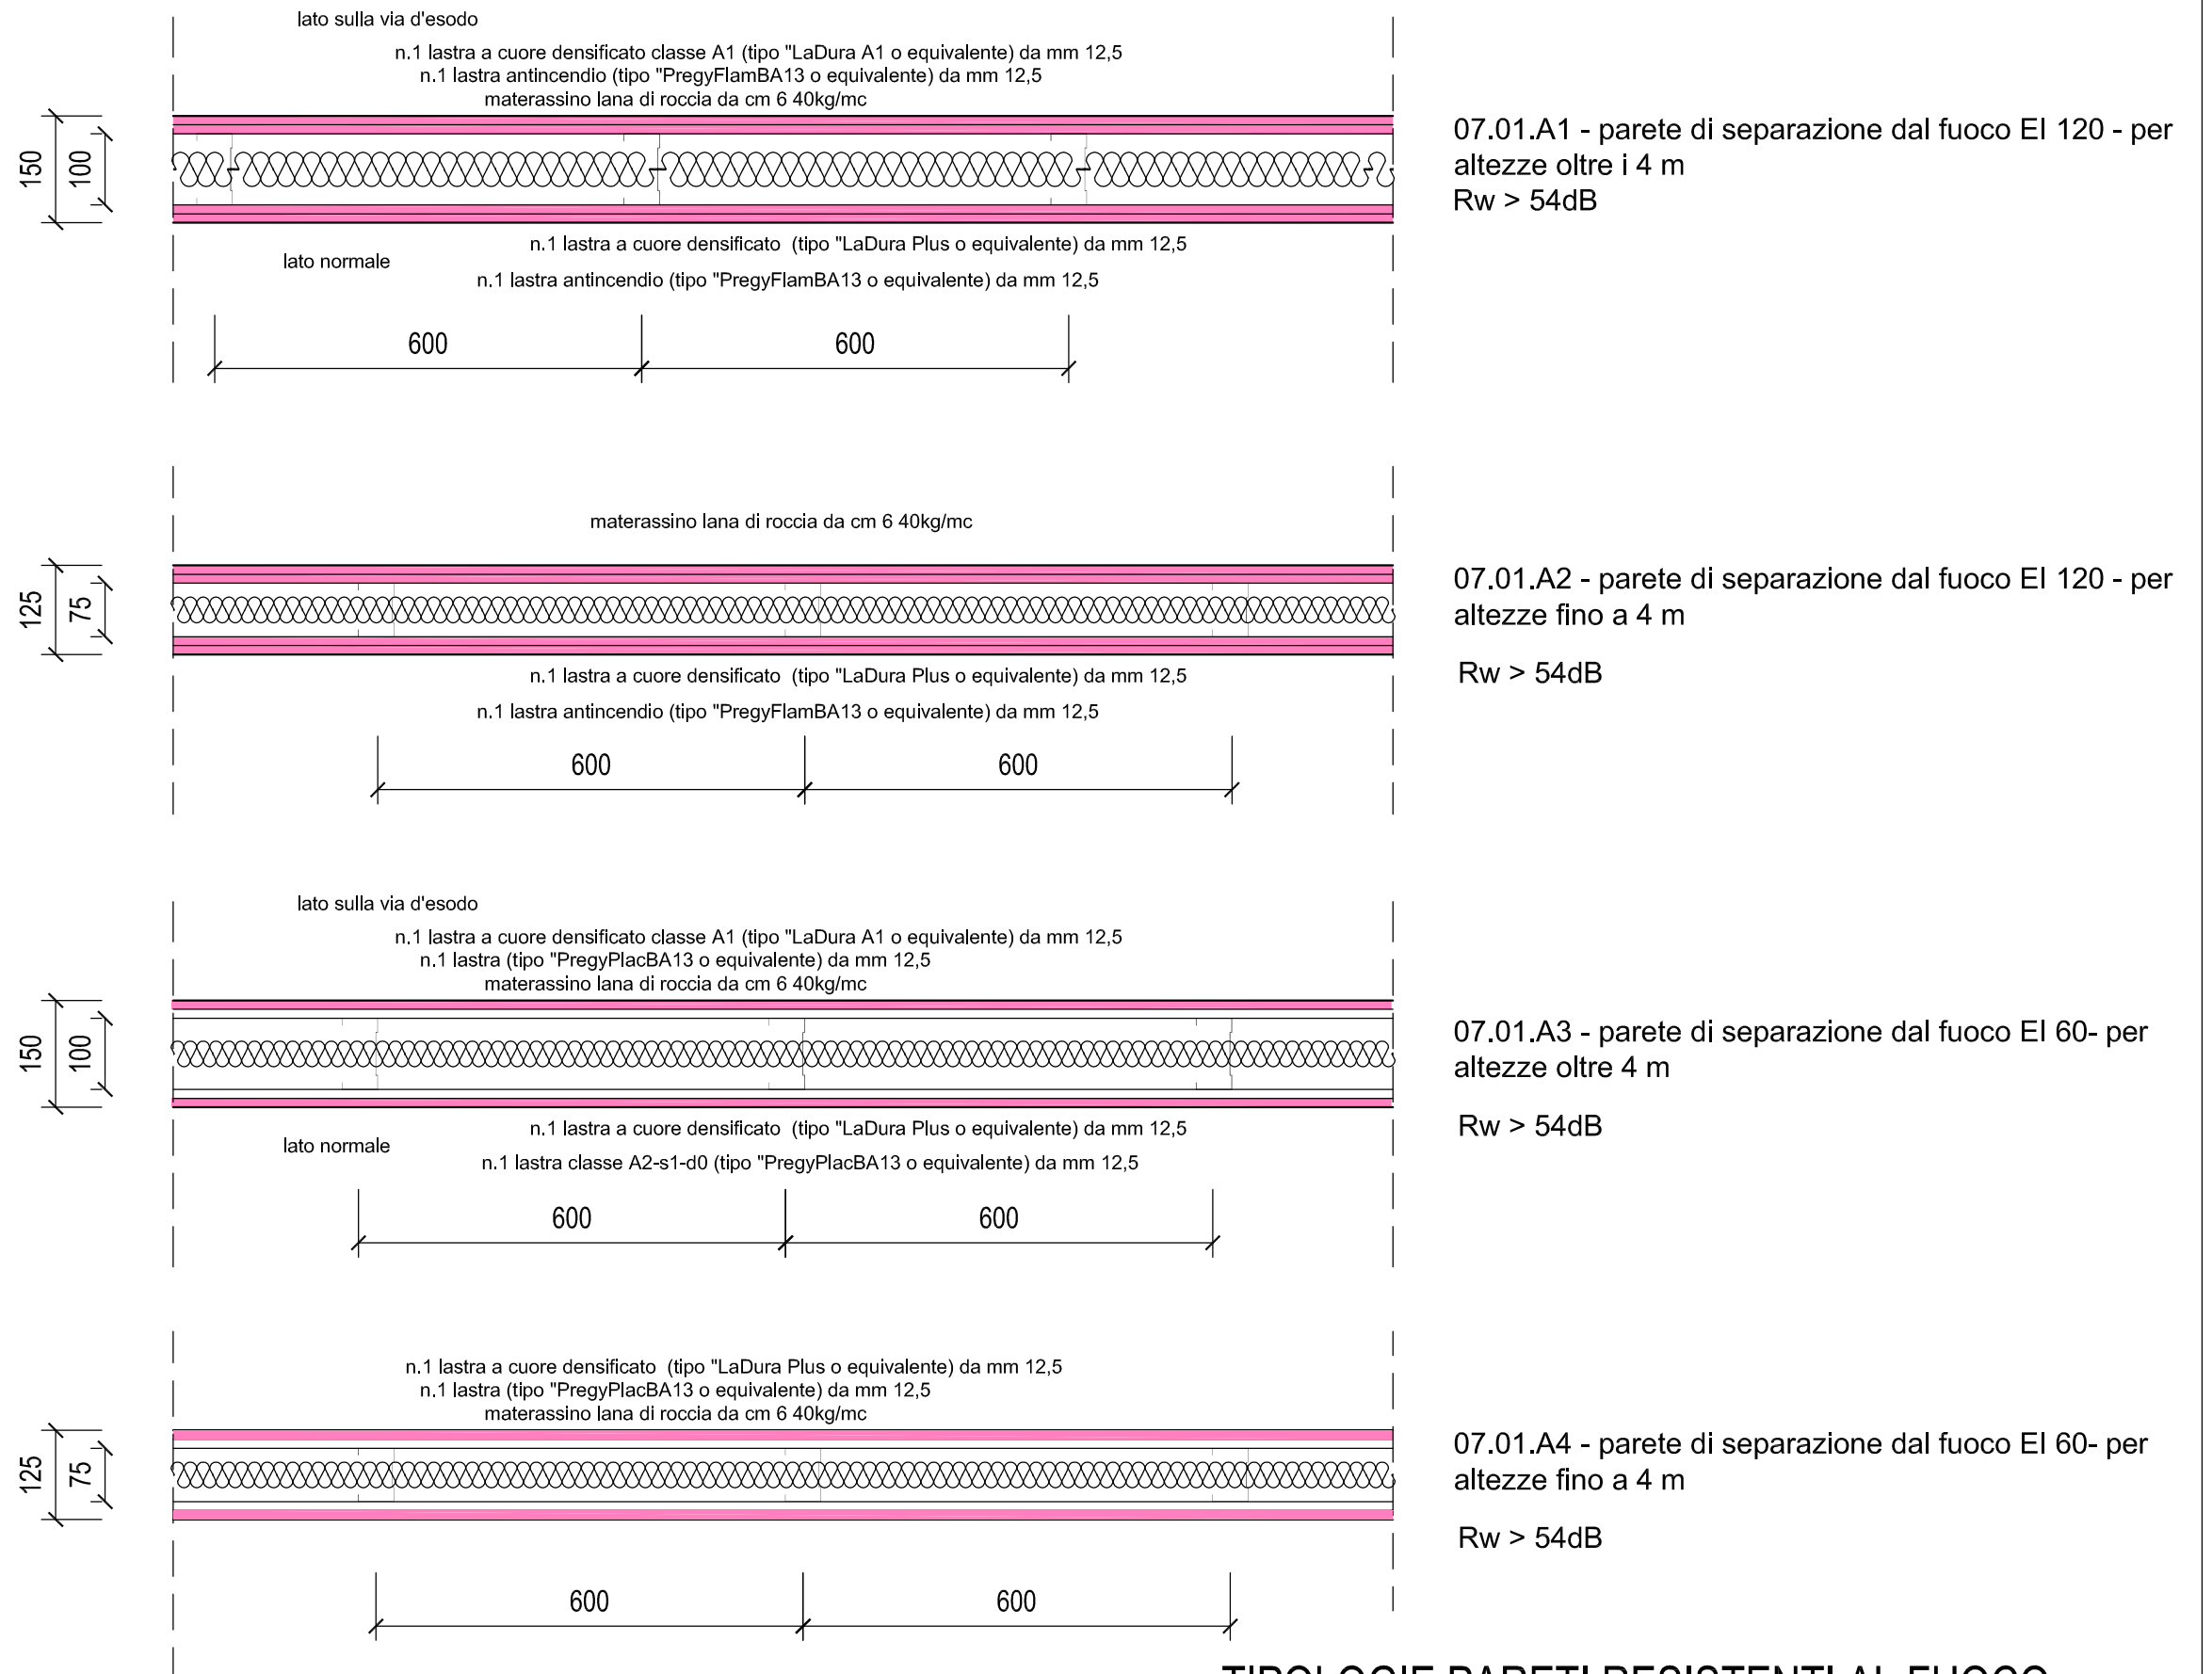 lato sulla via d'esodo
n.1 lastra a cuore densificato classe A1 (tipo "LaDura A1 o equivalente) da mm 12,5
n.1 lastra antincendio (tipo "PregyFlamBA13 o equivalente) da mm 12,5
materassino lana di roccia da cm 6 40kg/mc
150
100
07.01.A1 - parete di separazione dal fuoco EI 120 - per
altezze oltre i 4 m
Rw > 54dB
n.1 lastra a cuore densificato (tipo "LaDura Plus o equivalente) da mm 12,5
lato normale
n.1 lastra antincendio (tipo "PregyFlamBA13 o equivalente) da mm 12,5
600
600
materassino lana di roccia da cm 6 40kg/mc
125
75
07.01.A2 - parete di separazione dal fuoco EI 120 - per
altezze fino a 4 m
Rw > 54dB
n.1 lastra a cuore densificato (tipo "LaDura Plus o equivalente) da mm 12,5
n.1 lastra antincendio (tipo "PregyFlamBA13 o equivalente) da mm 12,5
600
600
lato sulla via d'esodo
n.1 lastra a cuore densificato classe A1 (tipo "LaDura A1 o equivalente) da mm 12,5
n.1 lastra (tipo "PregyPlacBA13 o equivalente) da mm 12,5
materassino lana di roccia da cm 6 40kg/mc
150
100
07.01.A3 - parete di separazione dal fuoco EI 60- per
altezze oltre 4 m
Rw > 54dB
n.1 lastra a cuore densificato (tipo "LaDura Plus o equivalente) da mm 12,5
lato normale
n.1 lastra classe A2-s1-d0 (tipo "PregyPlacBA13 o equivalente) da mm 12,5
600
600
n.1 lastra a cuore densificato (tipo "LaDura Plus o equivalente) da mm 12,5
n.1 lastra (tipo "PregyPlacBA13 o equivalente) da mm 12,5
materassino lana di roccia da cm 6 40kg/mc
125
75
07.01.A4 - parete di separazione dal fuoco EI 60- per
altezze fino a 4 m
Rw > 54dB
600
600
TIPOLOGIE PARETI RESISTENTI AL FUOCO